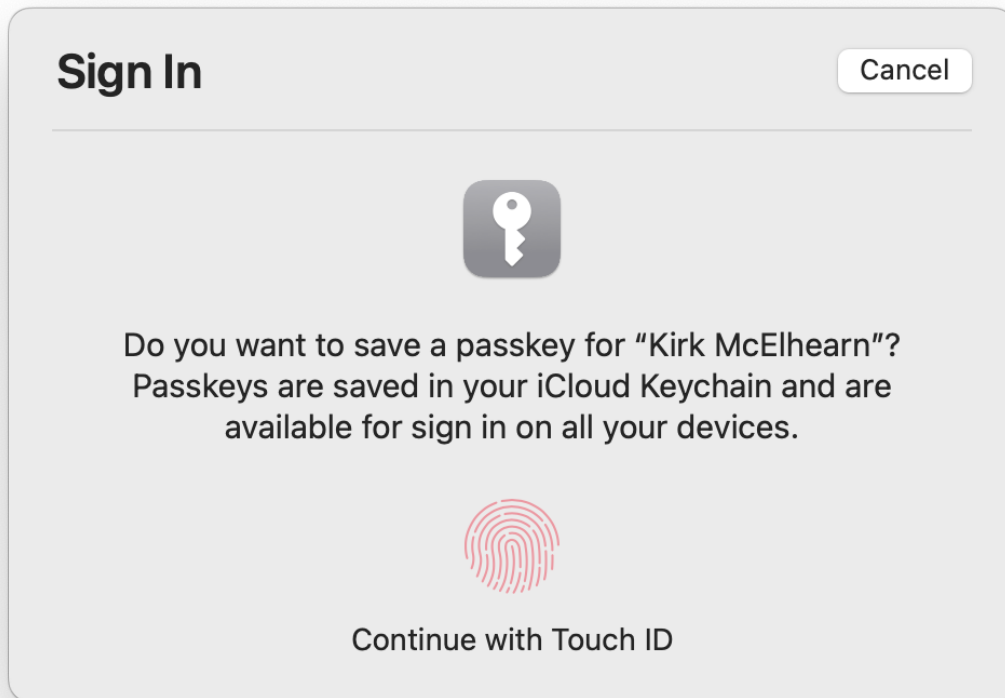 Sign In
Cancel
Do you want to save a passkey for “Kirk McElhearn”?
Passkeys are saved in your iCloud Keychain and are
available for sign in on all your devices.
Continue with Touch ID